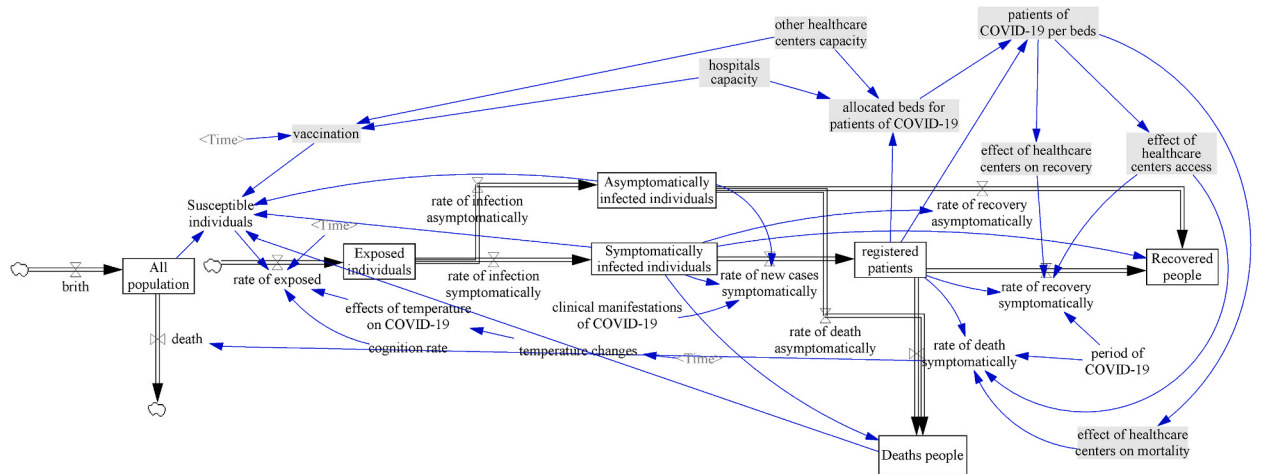 patients of
COVID-19 per beds
other healthcare
centers capacity
hospitals
capacity
allocated beds for
patients of COVID-19
<Time>
vaccination
effect of healthcare
centers on recovery
effect of
healthcare
centers access
Asymptomatically
infected individuals
rate of infection
asymptomatically
rate of recovery
asymptomatically
Susceptible
individuals
<Time>
Exposed
individuals
Symptomatically
infected individuals
registered
patients
Recovered
people
All
population
brith
rate of exposed
rate of infection
symptomatically
rate of new cases
symptomatically
rate of recovery
symptomatically
effects of temperature
on COVID-19
clinical manifestations
of COVID-19
rate of death
asymptomatically
death
cognition rate
temperature changes
<Time>
rate of death
symptomatically
period of
COVID-19
effect of healthcare
centers on mortality
Deaths people